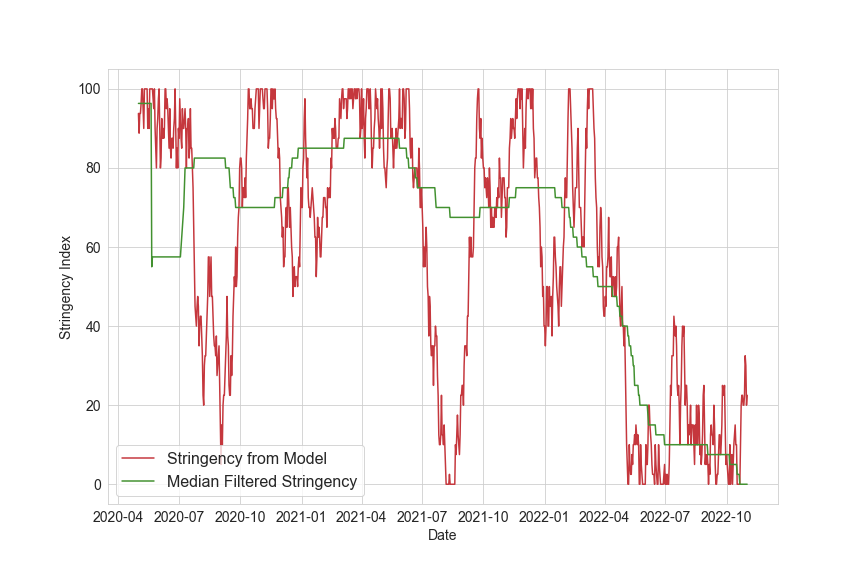 100
80
60
40
20
0
Stringency Index
Stringency from Model
Median Filtered Stringency
2020-04 2020-07 2020-10 2021-01 2021-04 2021-07 2021-10 2022-01 2022-04 2022-07 2022-10
Date